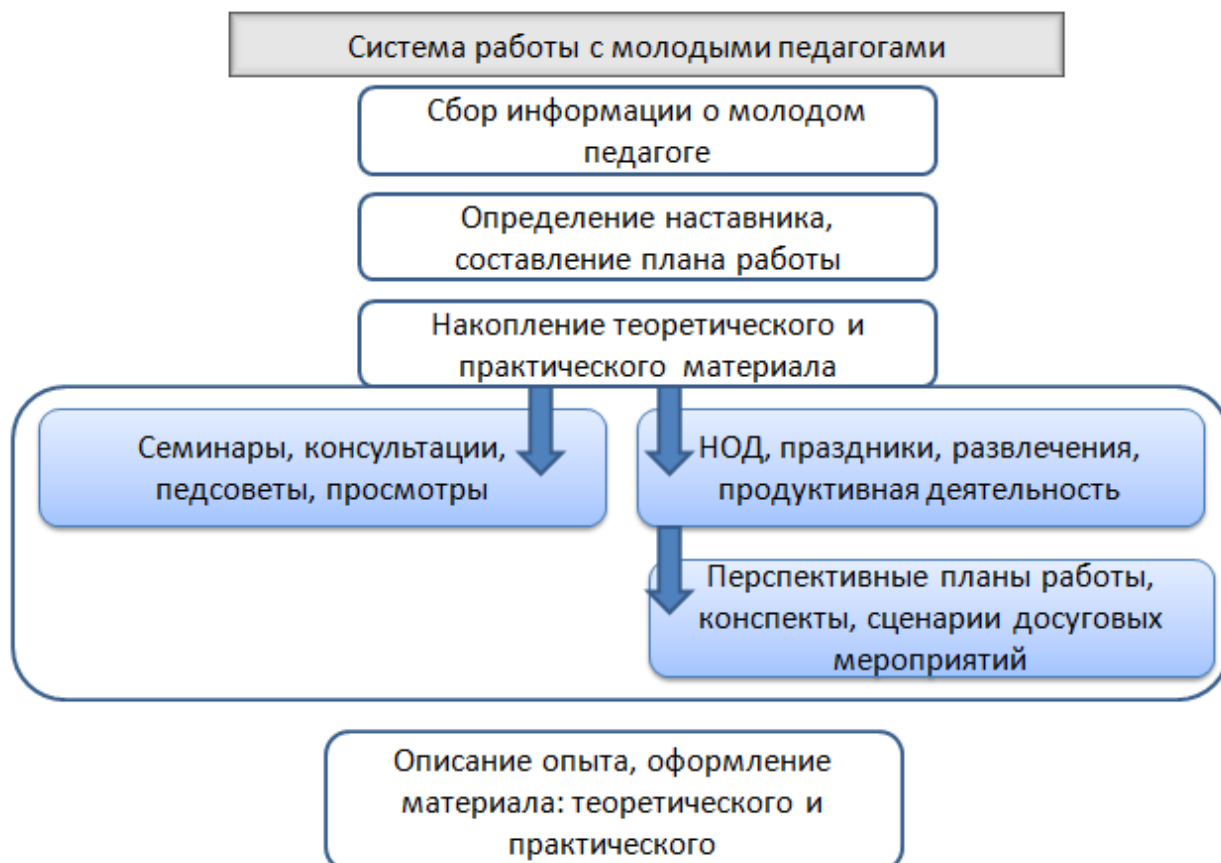 Система работы с молодыми педагогами
Сбор информации о молодом
педагоге
Определение наставника,
составление плана работы
Накопление теоретического и
практического материала
Семинары, консультации,
педсоветы, просмотры
НОД, праздники, развлечения,
продуктивная деятельность
Перспективные планы работы,
конспекты, сценарии досуговых
мероприятий
Описание опыта, оформление
материала: теоретического и
практического